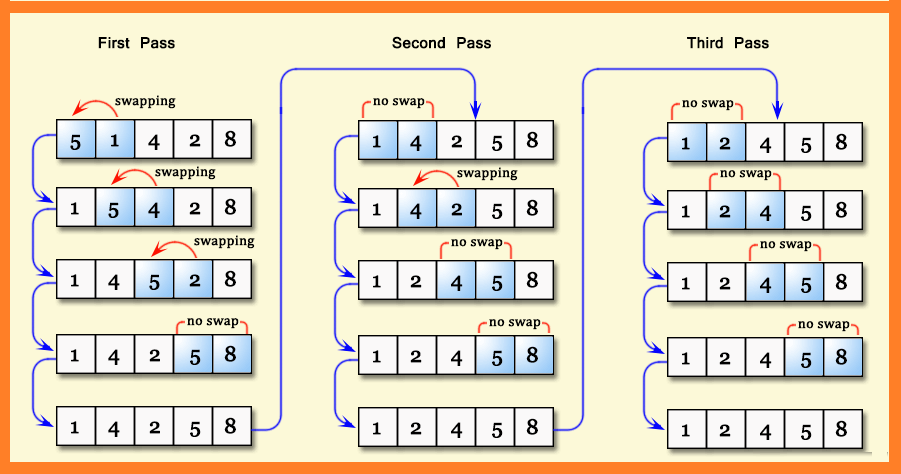 First Pass
swapping
5 1 4 2 8
swapping
1 5 4 2 8
swapping
1 4 5 2 8
no swap
1 4 2 5 8
1 4 2 5 8
Second Pass
no swap
1 4 2 5 8
swapping
1 4 2 5 8
no swap
1 2 4 5 8
no swap
1 2 4 5 8
1 2 4 5 8
Third Pass
no swap
1 2 4 5 8
no swap
1 2 4 5 8
no swap
1 2 4 5 8
no swap
1 2 4 5 8
1 2 4 5 8